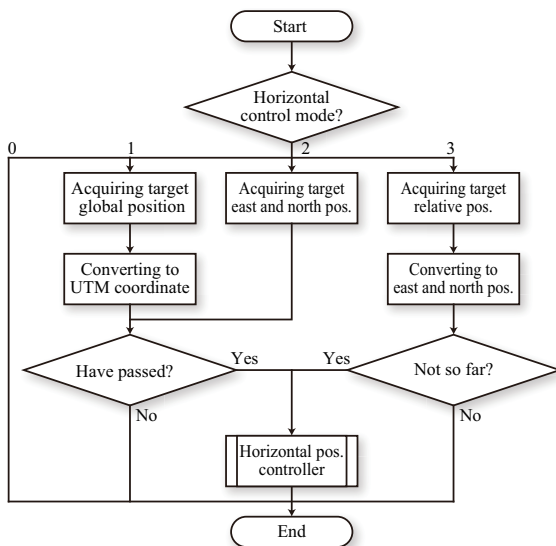 Start
Horizontal
control mode?
0
1
2
3
Acquiring target
global position
Acquiring target
east and north pos.
Acquiring target
relative pos.
Converting to
UTM coordinate
Converting to
east and north pos.
Have passed?
Yes
Yes
Not so far?
No
No
Horizontal pos.
controller
End